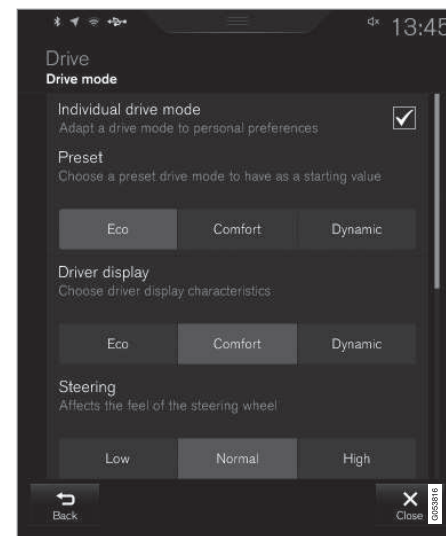 13:45
Drive
Drive mode
Individual drive mode
Adapt a drive mode to personal preferences
Preset
Choose a preset drive mode to have as a starting value
Eco Comfort Dynamic
Driver display
Choose driver display characteristics
Eco Comfort Dynamic
Steering
Affects the feel of the steering wheel
Low Normal High
Back Close
G053816